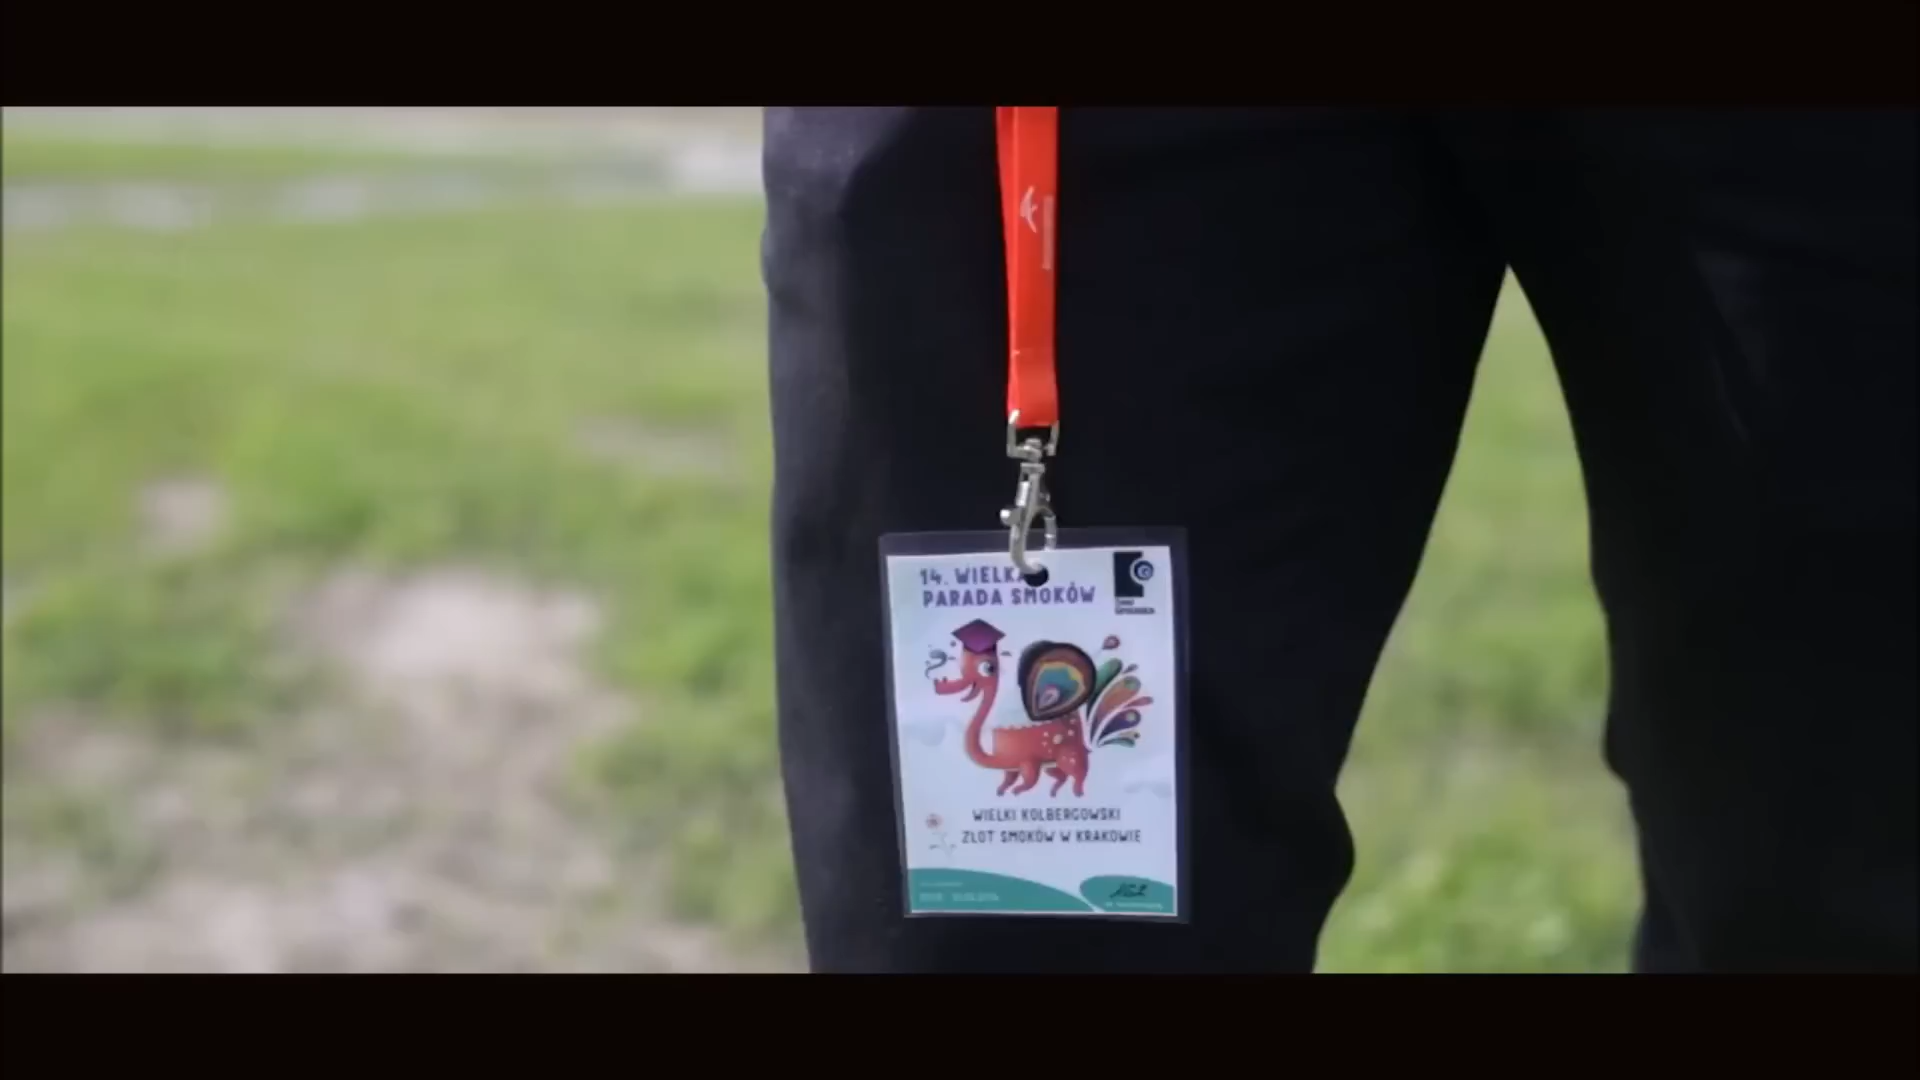 14. WIELKA
PARADA SMOKÓW
WIELKI KOLBERGOWSKI
ZLOT SMOKÓW W KRAKOWIE